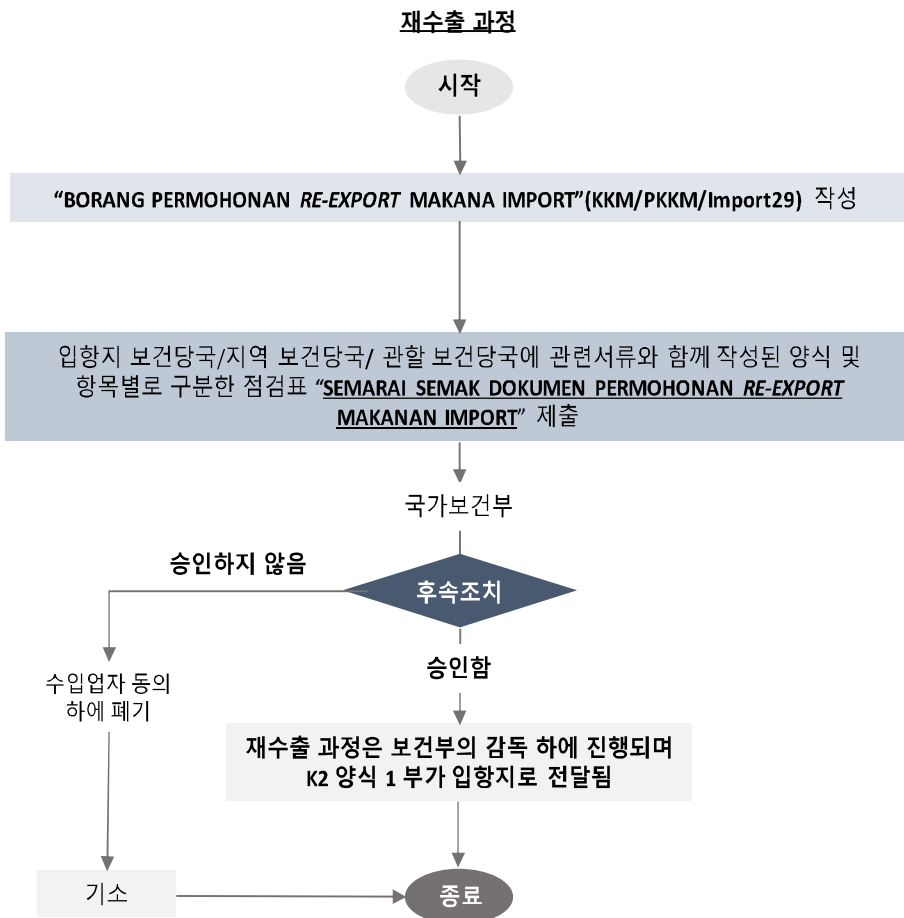 재수출 과정
시작
“BORANG PERMOHONAN RE-EXPORT MAKANA IMPORT”(KKM/PKKM/Import29) 작성
입항지 보건당국/지역 보건당국/ 관할 보건당국에 관련서류와 함께 작성된 양식 및
항목별로 구분한 점검표 “SEMARAI SEMAK DOKUMEN PERMOHONAN RE-EXPORT
MAKANAN IMPORT” 제출
국가보건부
승인하지 않음
후속조치
승인함
수입업자 동의
하에 폐기
재수출 과정은 보건부의 감독 하에 진행되며
K2 양식 1 부가 입항지로 전달됨
기소
종료